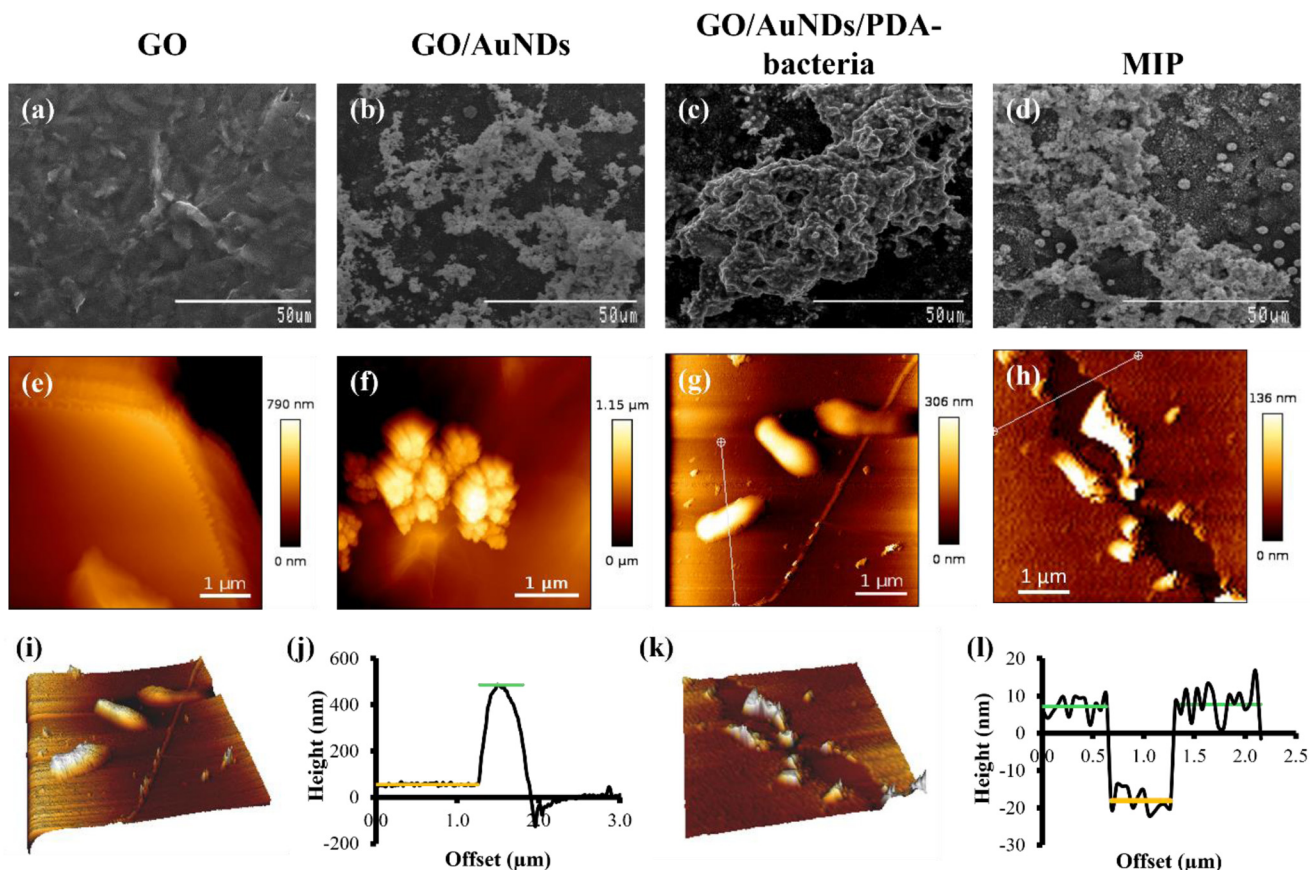 GO
GO/AuNDs
GO/AuNDs/PDA-
bacteria
MIP
(a)
50um
(b)
50um
(c)
50um
(d)
50um
(e)
790 nm
0 nm
1 μm
(f)
1.15 μm
0 μm
1 μm
(g)
306 nm
0 nm
1 μm
(h)
136 nm
0 nm
1 μm
(i)
(j)
Height (nm)
600
400
200
0
-200
0.0
1.0
2.0
3.0
Offset (μm)
(k)
(l)
Height (nm)
20
10
0
-10
-20
-30
0.0
0.5
1.0
1.5
2.0
2.5
Offset (μm)